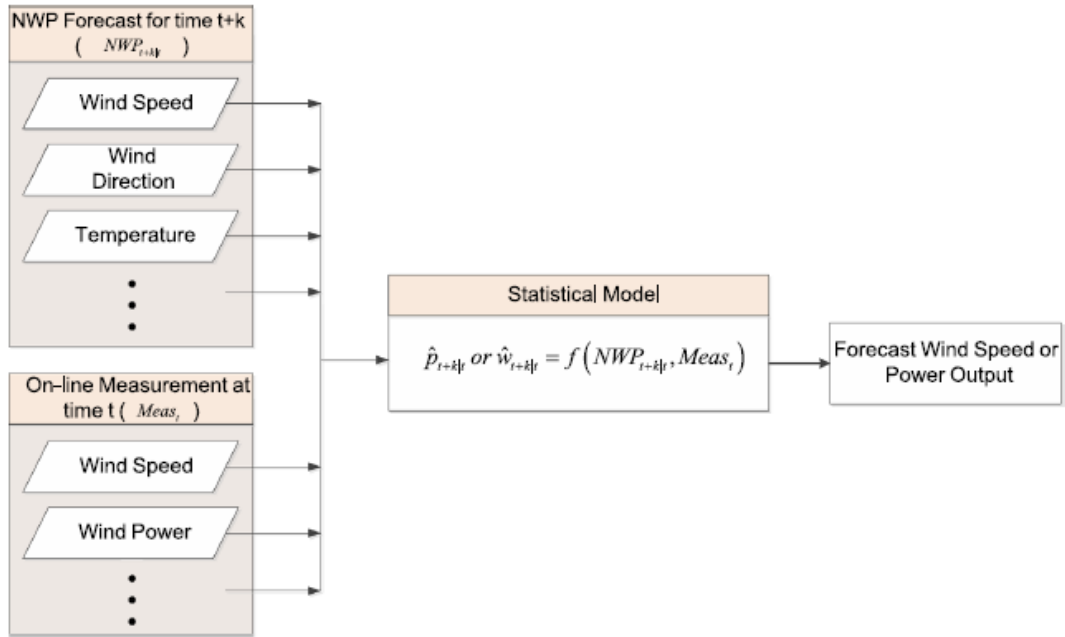 NWP Forecast for time t+k
( NWP_{t+k|t} )
Wind Speed
Wind
Direction
Temperature
On-line Measurement at
time t ( Meas_t )
Wind Speed
Wind Power
Statistical Model
p̂_{t+k|t} or ŵ_{t+k|t} = f(NWP_{t+k|t}, Meas_t)
Forecast Wind Speed or
Power Output